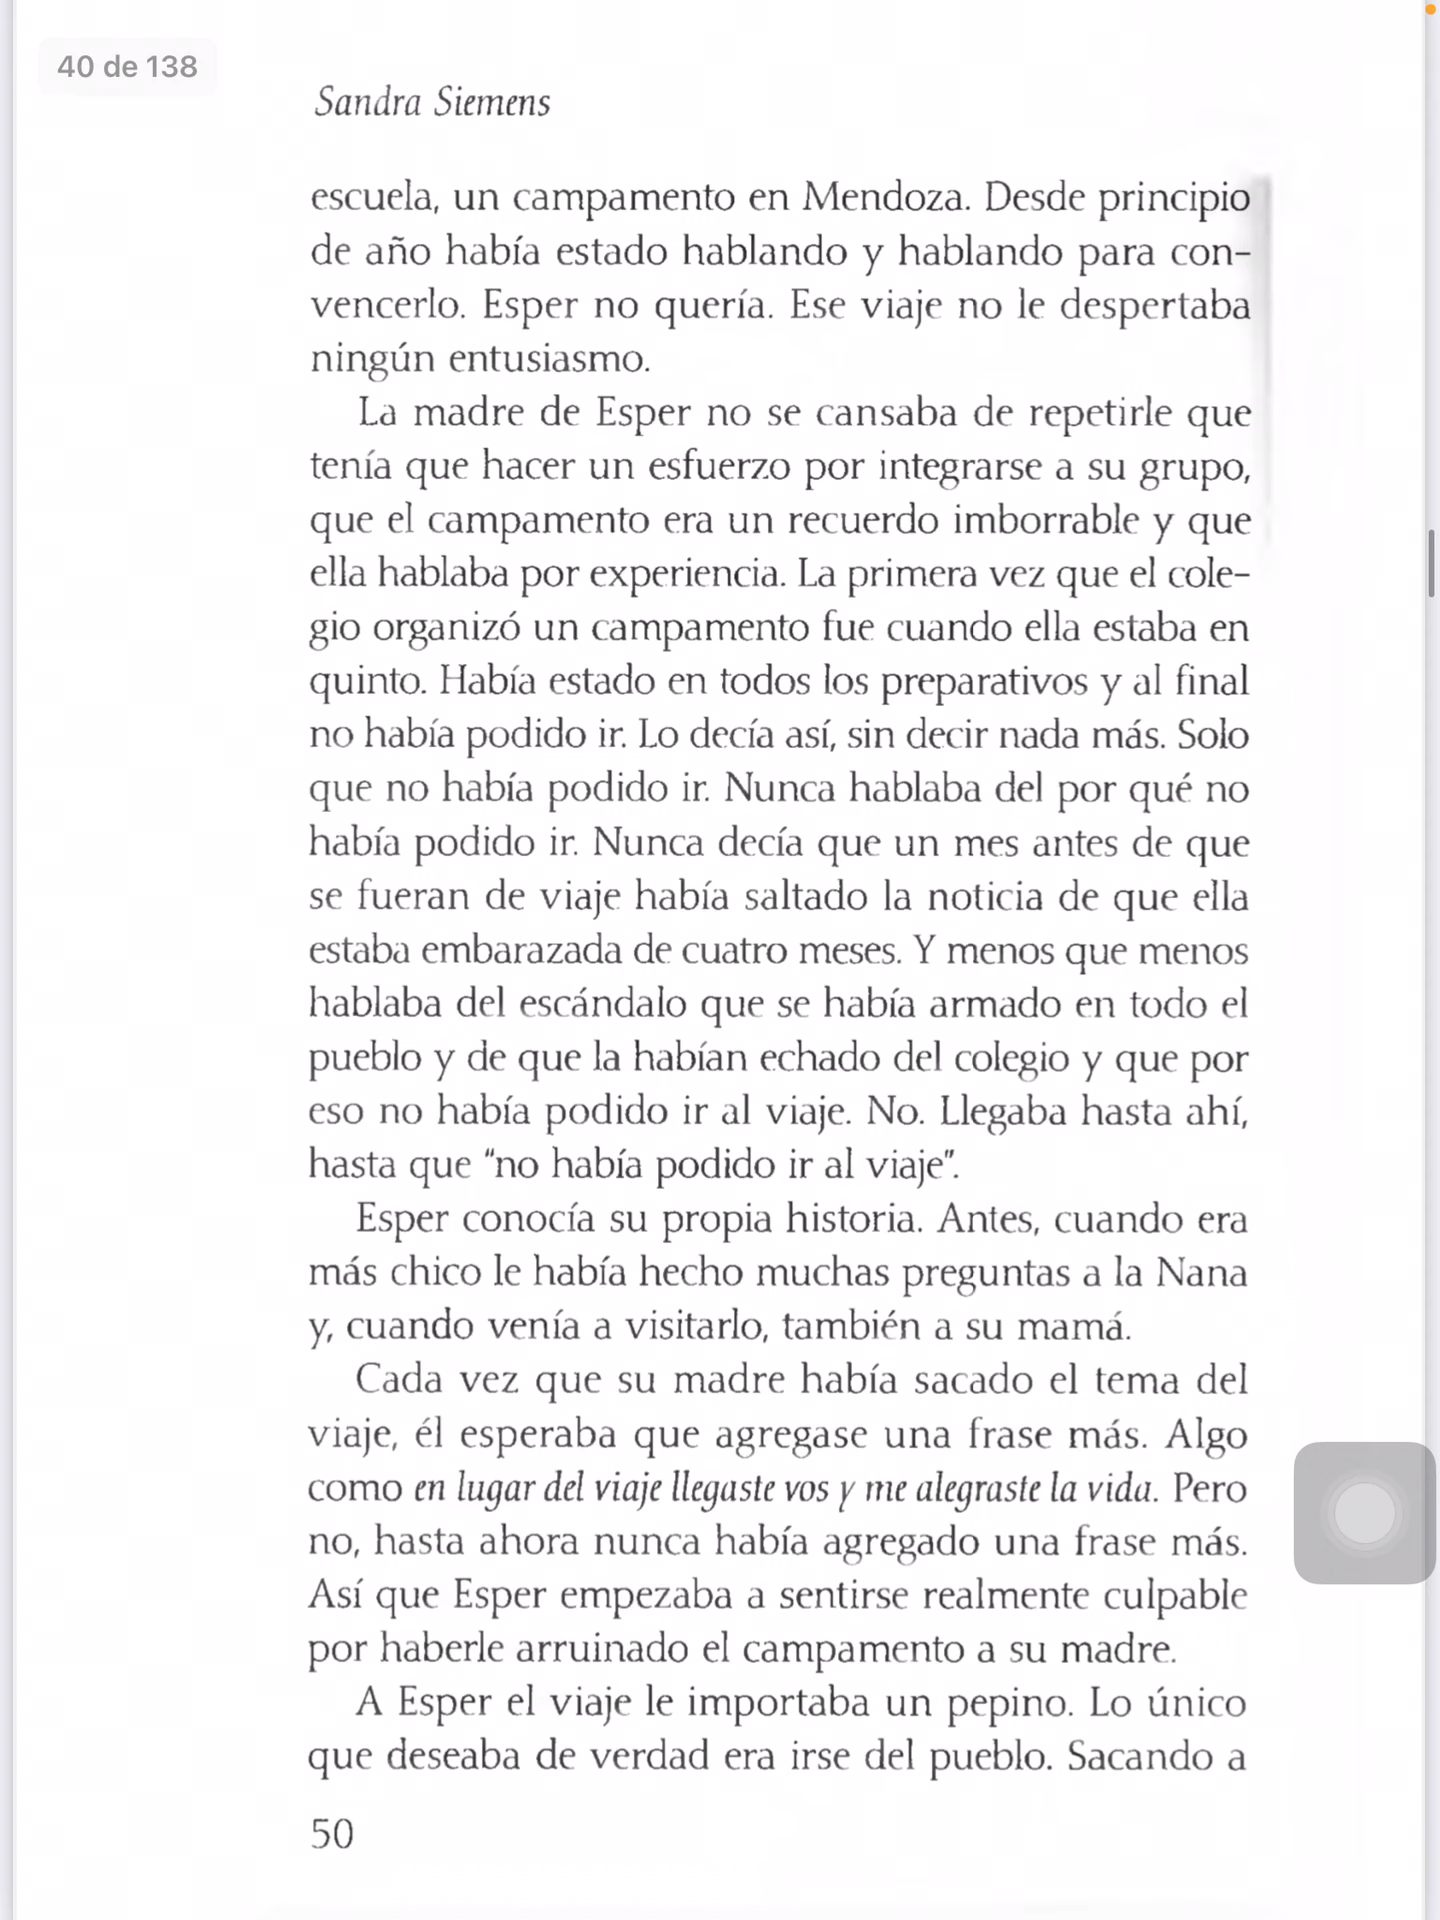 40 de 138
Sandra Siemens
escuela, un campamento en Mendoza. Desde principio
de año había estado hablando y hablando para con-
vencerlo. Esper no quería. Ese viaje no le despertaba
ningún entusiasmo.
La madre de Esper no se cansaba de repetirle que
tenía que hacer un esfuerzo por integrarse a su grupo,
que el campamento era un recuerdo imborrable y que
ella hablaba por experiencia. La primera vez que el cole-
gio organizó un campamento fue cuando ella estaba en
quinto. Había estado en todos los preparativos y al final
no había podido ir. Lo decía así, sin decir nada más. Solo
que no había podido ir. Nunca hablaba del por qué no
había podido ir. Nunca decía que un mes antes de que
se fueran de viaje había saltado la noticia de que ella
estaba embarazada de cuatro meses. Y menos que menos
hablaba del escándalo que se había armado en todo el
pueblo y de que la habían echado del colegio y que por
eso no había podido ir al viaje. No. Llegaba hasta ahí,
hasta que "no había podido ir al viaje".
Esper conocía su propia historia. Antes, cuando era
más chico le había hecho muchas preguntas a la Nana
y, cuando venía a visitarlo, también a su mamá.
Cada vez que su madre había sacado el tema del
viaje, él esperaba que agregase una frase más. Algo
como en lugar del viaje llegaste vos y me alegraste la vida. Pero
no, hasta ahora nunca había agregado una frase más.
Así que Esper empezaba a sentirse realmente culpable
por haberle arruinado el campamento a su madre.
A Esper el viaje le importaba un pepino. Lo único
que deseaba de verdad era irse del pueblo. Sacando a
50